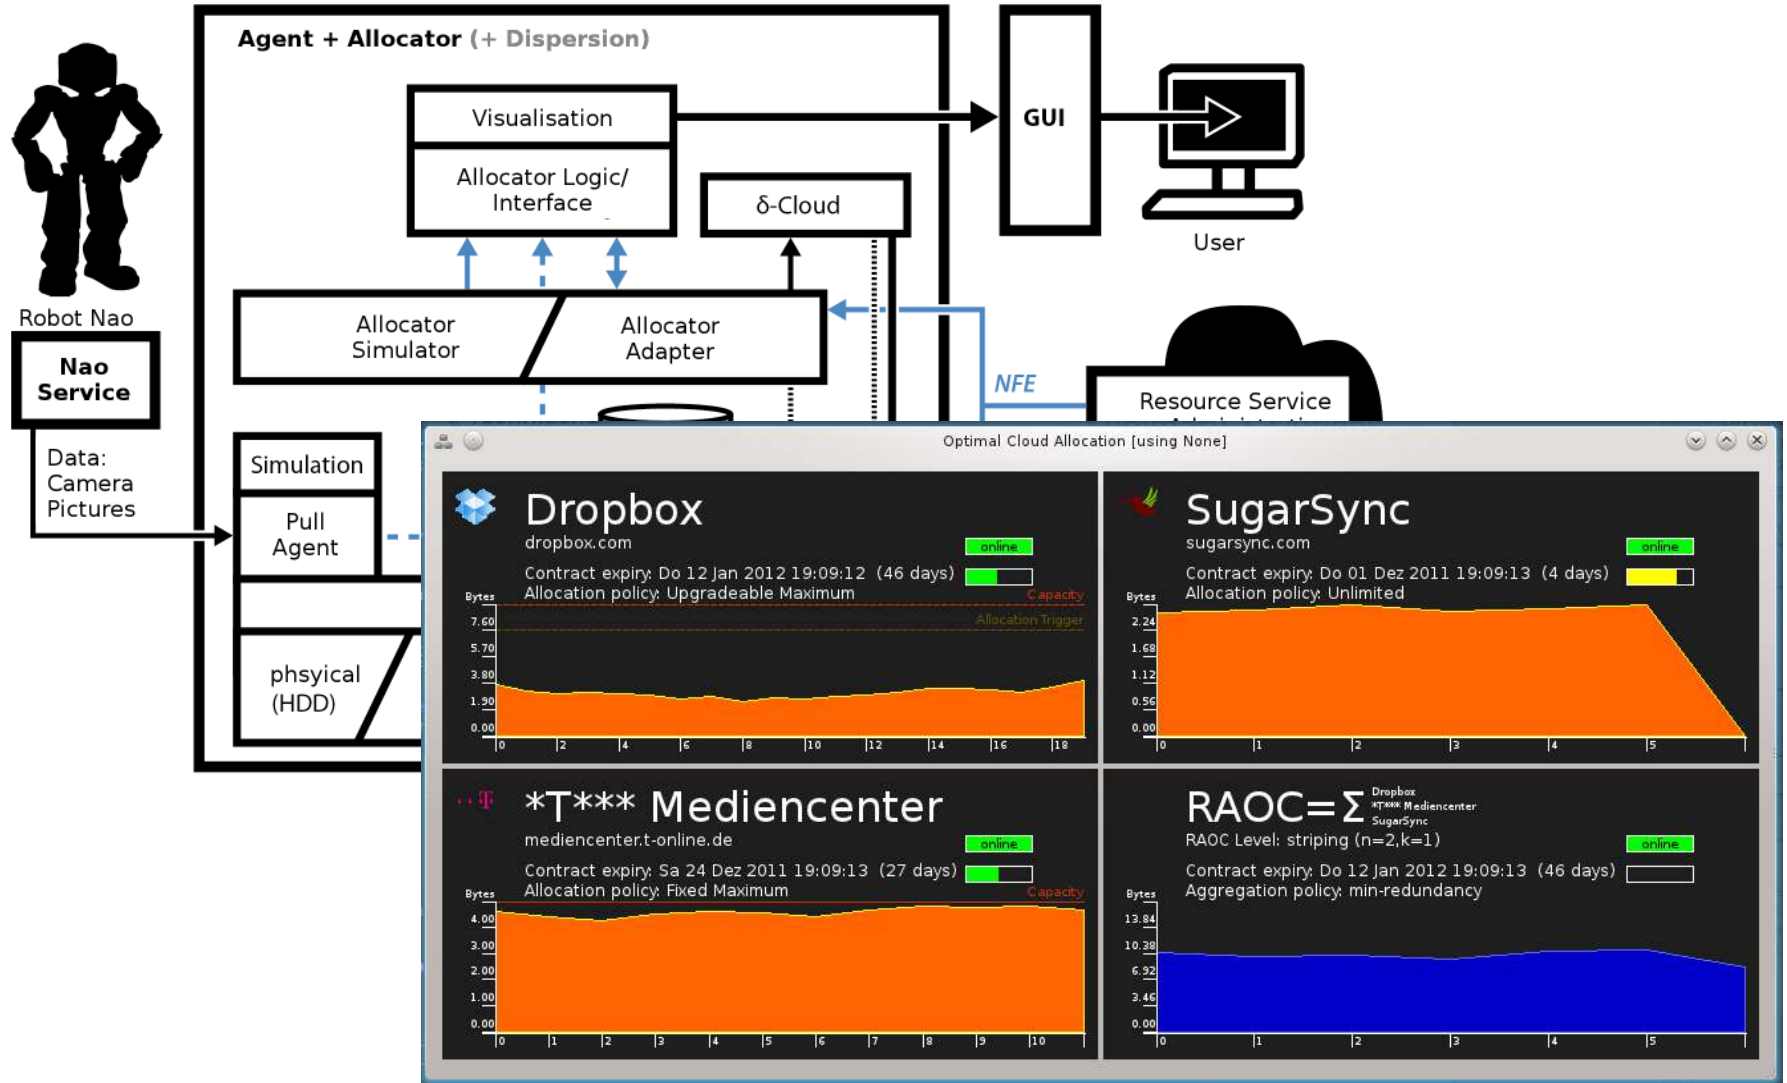 Agent + Allocator (+ Dispersion)
Visualisation
Allocator Logic/
Interface
δ-Cloud
GUI
User
Robot Nao
Nao
Service
Data:
Camera
Pictures
Allocator
Simulator
Allocator
Adapter
NFE
Resource Service
Simulation
Pull
Agent
phsyical
(HDD)
Optimal Cloud Allocation [using None]
Dropbox
dropbox.com
online
Contract expiry: Do 12 Jan 2012 19:09:12 (46 days)
Allocation policy: Upgradeable Maximum
Bytes
Capacity
Allocation Trigger
7.60
5.70
3.80
1.90
0.00
0 2 4 6 8 10 12 14 16 18
SugarSync
sugarsync.com
online
Contract expiry: Do 01 Dez 2011 19:09:13 (4 days)
Allocation policy: Unlimited
Bytes
2.24
1.68
1.12
0.56
0.00
0 1 2 3 4 5
*T*** Mediencenter
mediencenter.t-online.de
online
Contract expiry: Sa 24 Dez 2011 19:09:13 (27 days)
Allocation policy: Fixed Maximum
Bytes
Capacity
4.00
3.00
2.00
1.00
0.00
0 1 2 3 4 5 6 7 8 9 10
RAOC=Σ
Dropbox
*T*** Mediencenter
SugarSync
RAOC Level: striping (n=2,k=1)
online
Contract expiry: Do 12 Jan 2012 19:09:13 (46 days)
Aggregation policy: min-redundancy
Bytes
13.84
10.38
6.92
3.46
0.00
0 1 2 3 4 5